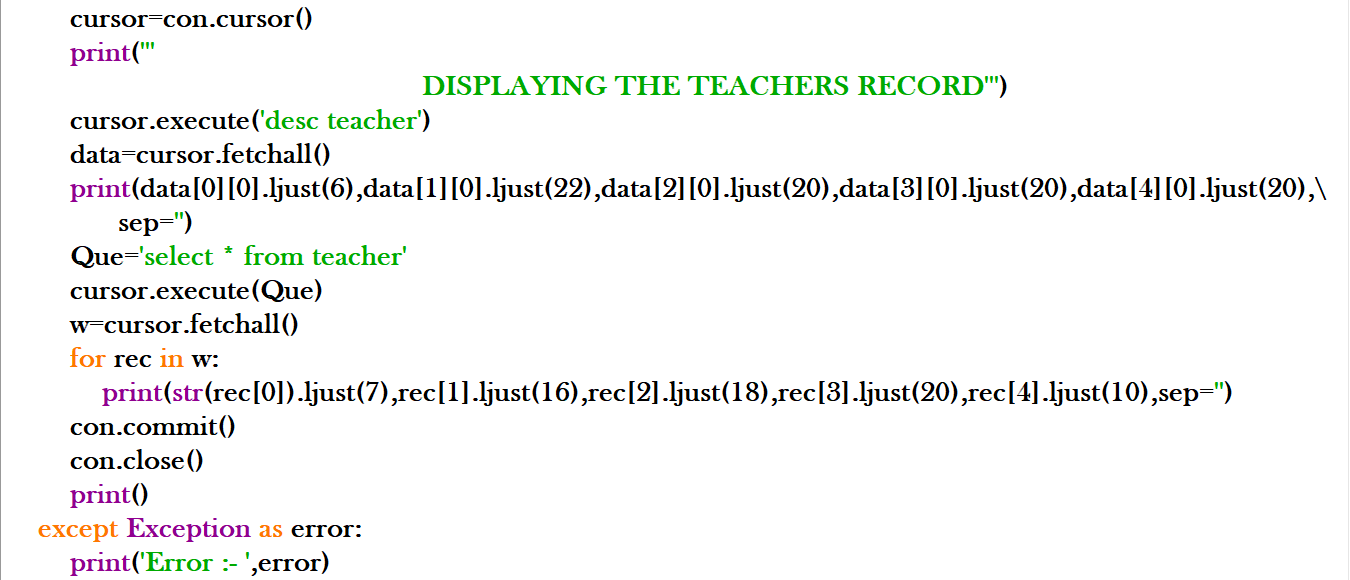 cursor=con.cursor()
print('''
DISPLAYING THE TEACHERS RECORD''')
cursor.execute('desc teacher')
data=cursor.fetchall()
print(data[0][0].ljust(6),data[1][0].ljust(22),data[2][0].ljust(20),data[3][0].ljust(20),data[4][0].ljust(20),\
sep='')
Que='select * from teacher'
cursor.execute(Que)
w=cursor.fetchall()
for rec in w:
print(str(rec[0]).ljust(7),rec[1].ljust(16),rec[2].ljust(18),rec[3].ljust(20),rec[4].ljust(10),sep='')
con.commit()
con.close()
print()
except Exception as error:
print('Error :- ',error)